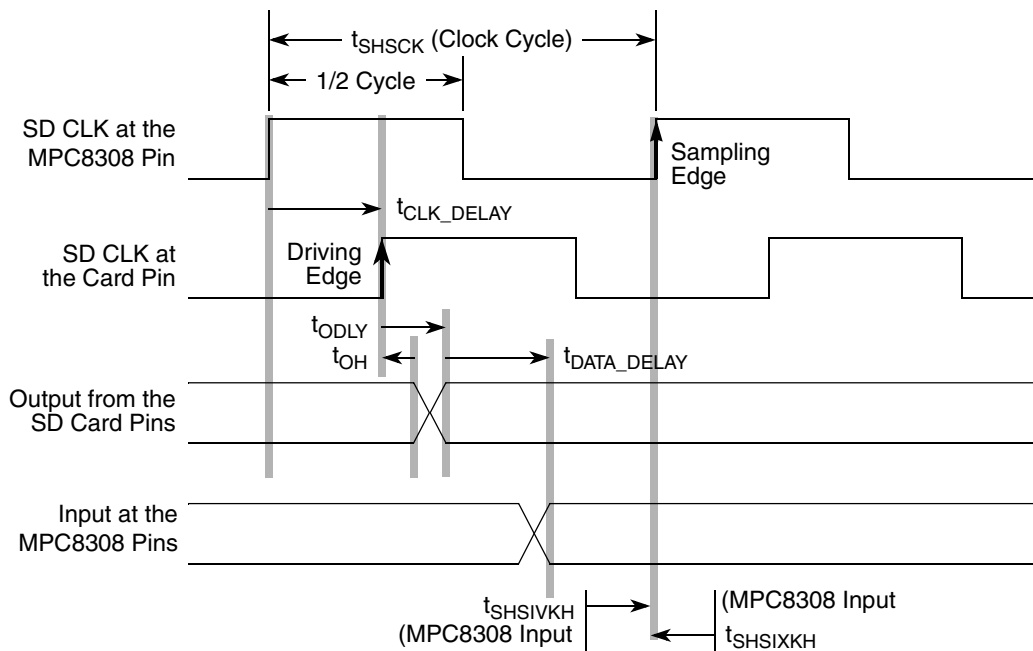 tSHSCK (Clock Cycle)
1/2 Cycle
SD CLK at the
MPC8308 Pin
Sampling
Edge
tCLK_DELAY
SD CLK at
the Card Pin
Driving
Edge
tODLY
tOH
tDATA_DELAY
Output from the
SD Card Pins
Input at the
MPC8308 Pins
tSHSIVKH
(MPC8308 Input
(MPC8308 Input
tSHSIXKH